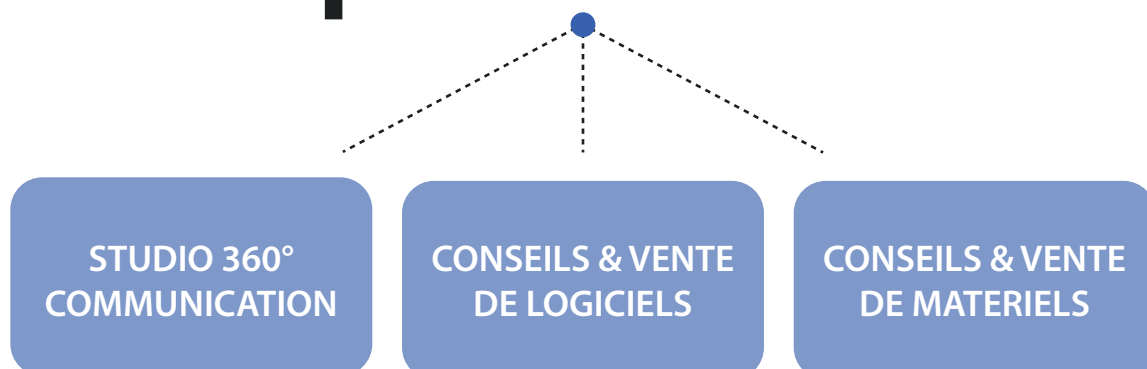 STUDIO 360°
COMMUNICATION
CONSEILS & VENTE
DE LOGICIELS
CONSEILS & VENTE
DE MATERIELS